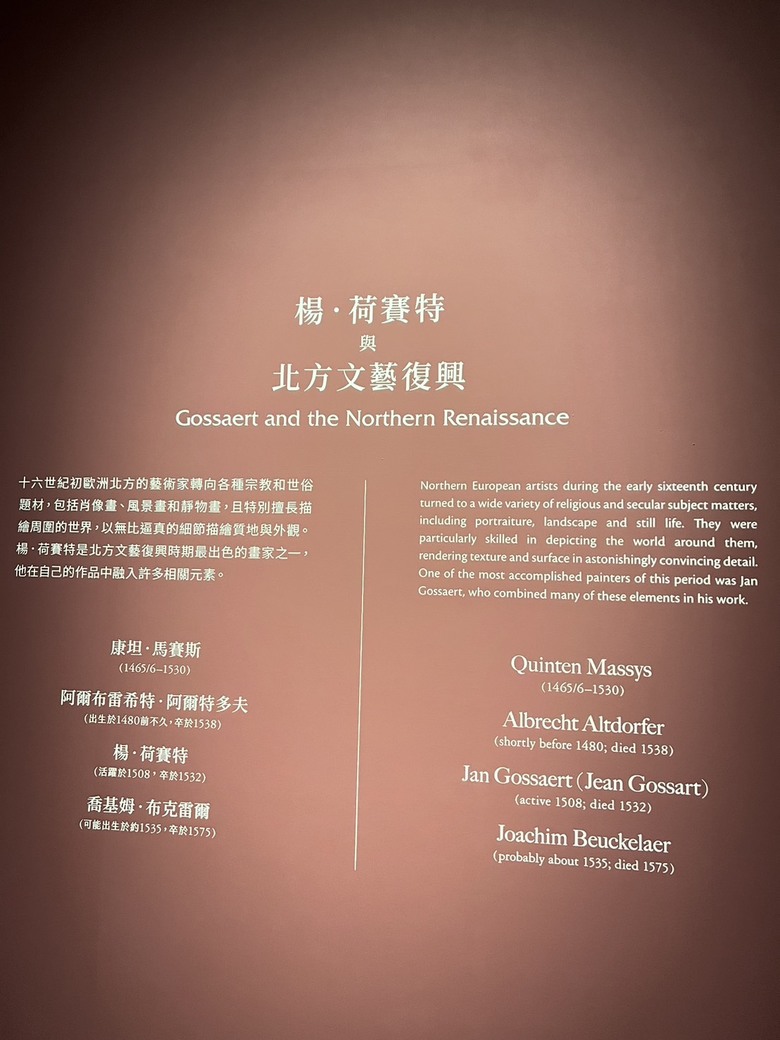 楊·荷賽特
與
北方文藝復興
Gossaert and the Northern Renaissance
十六世紀初歐洲北方的藝術家轉向各種宗教和世俗
題材，包括肖像畫、風景畫和靜物畫，且特別擅長描
繪周圍的世界，以無比逼真的細節描繪質地與外觀。
楊·荷賽特是北方文藝復興時期最出色的畫家之一，
他在自己的作品中融入許多相關元素。
康坦·馬賽斯
(1465/6–1530)
阿爾布雷希特·阿爾特多夫
(出生於1480前不久，卒於1538)
楊·荷賽特
(活躍於1508，卒於1532)
喬基姆·布克雷爾
(可能出生於約1535，卒於1575)
Northern European artists during the early sixteenth century
turned to a wide variety of religious and secular subject matters,
including portraiture, landscape and still life. They were
particularly skilled in depicting the world around them,
rendering texture and surface in astonishingly convincing detail.
One of the most accomplished painters of this period was Jan
Gossaert, who combined many of these elements in his work.
Quinten Massys
(1465/6–1530)
Albrecht Altdorfer
(shortly before 1480; died 1538)
Jan Gossaert (Jean Gossart)
(active 1508; died 1532)
Joachim Beuckelaer
(probably about 1535; died 1575)